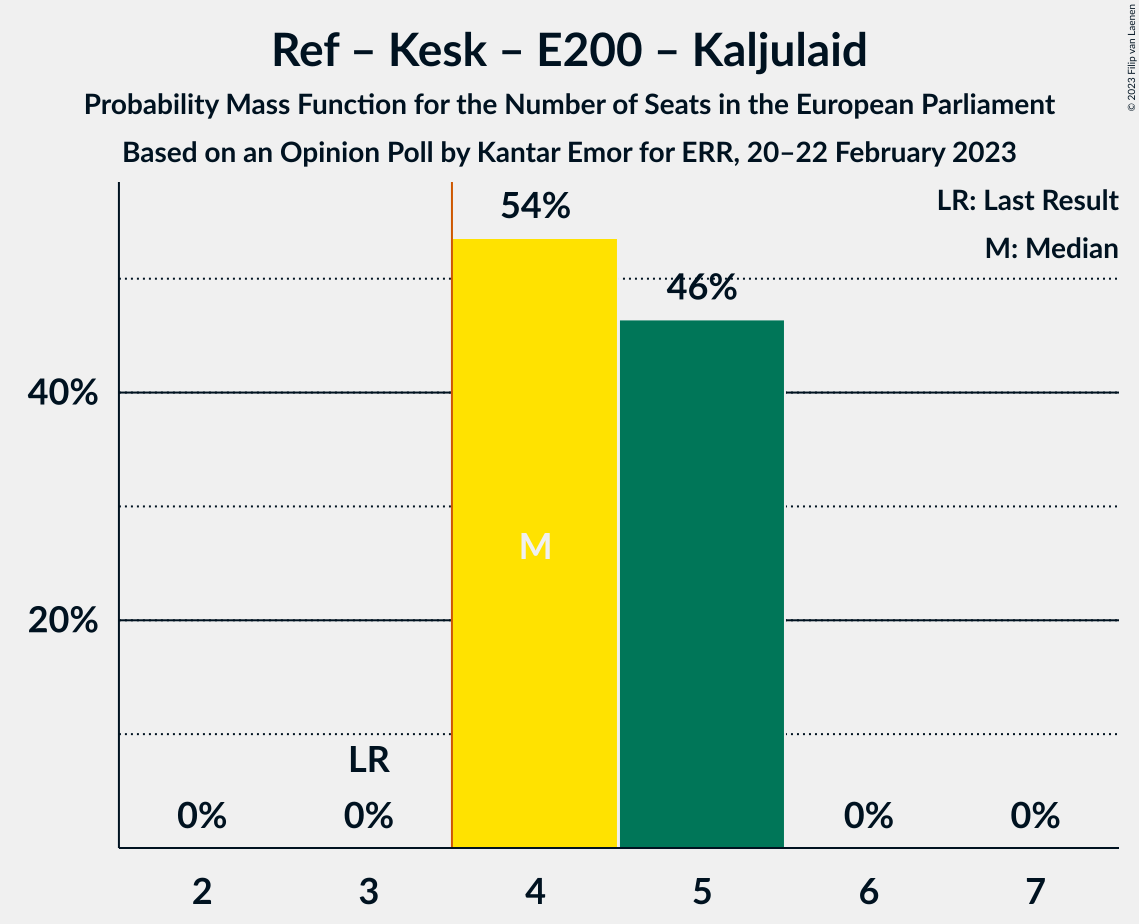 Ref – Kesk – E200 – Kaljulaid
Probability Mass Function for the Number of Seats in the European Parliament
Based on an Opinion Poll by Kantar Emor for ERR, 20–22 February 2023
© 2023 Filip van Laenen
LR: Last Result
M: Median
54%
46%
40%
M
20%
LR
0%
0%
0%
0%
2
3
4
5
6
7